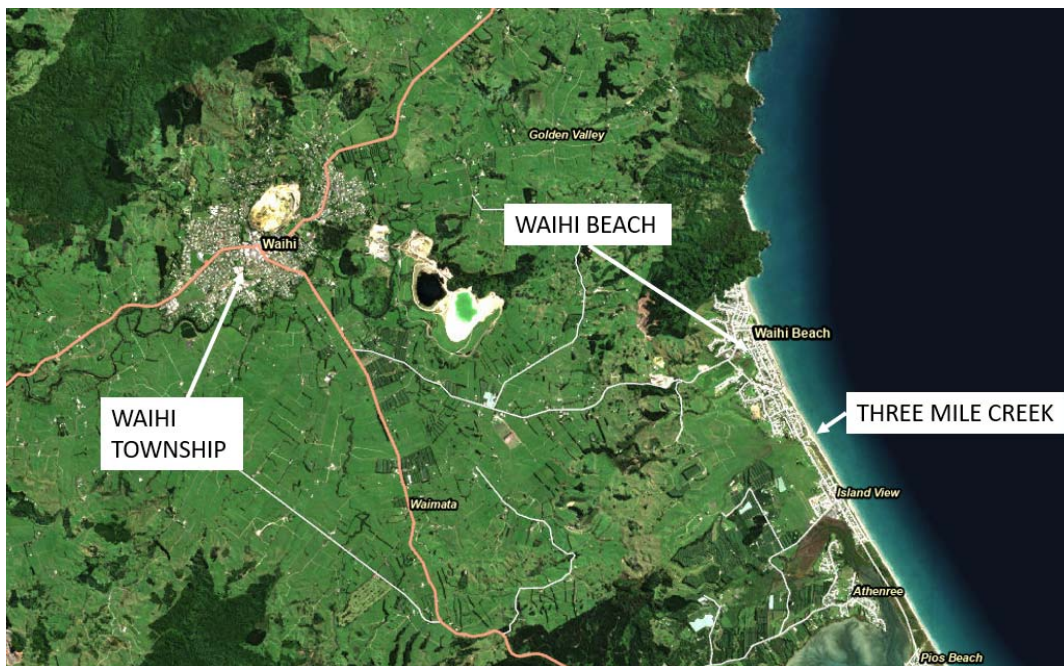 Golden Valley
WAIHI BEACH
Waihi
Waihi Beach
WAIHI
TOWNSHIP
THREE MILE CREEK
Island View
Waimata
Athenree
Pios Beach